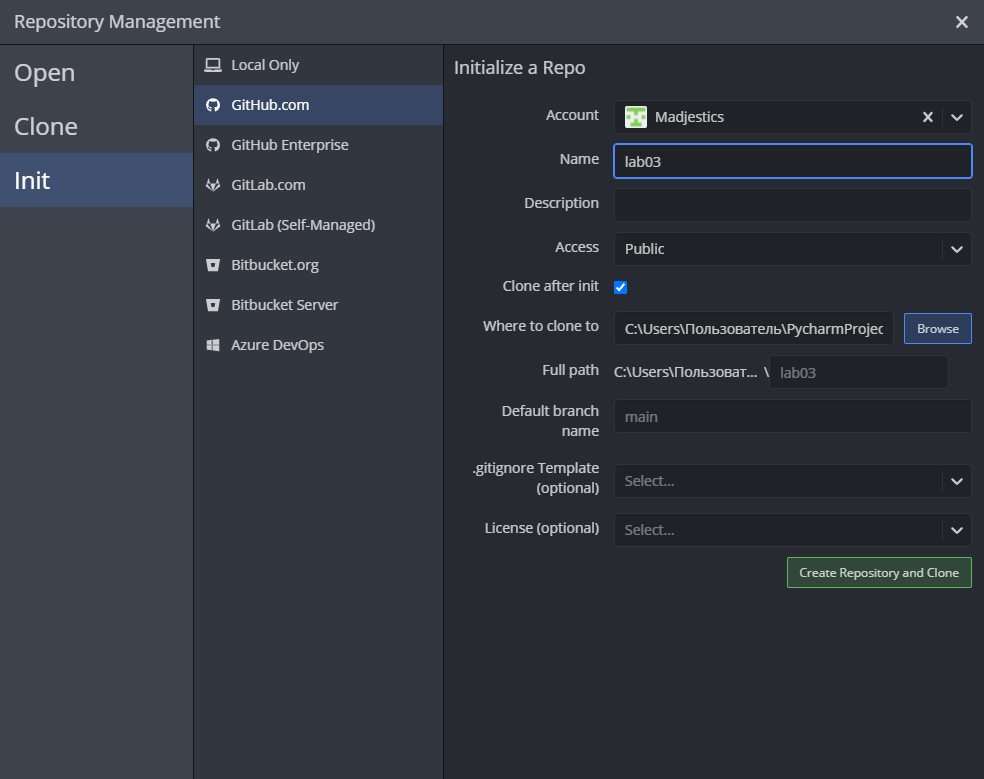 Repository Management
Open
Clone
Init
Local Only
GitHub.com
GitHub Enterprise
GitLab.com
GitLab (Self-Managed)
Bitbucket.org
Bitbucket Server
Azure DevOps
Initialize a Repo
Account Madjestics
Name lab03
Description
Access Public
Clone after init
Where to clone to C:\Users\Пользователь\PycharmProjec Browse
Full path C:\Users\Пользоват... \ lab03
Default branch
name main
.gitignore Template
(optional) Select...
License (optional) Select...
Create Repository and Clone